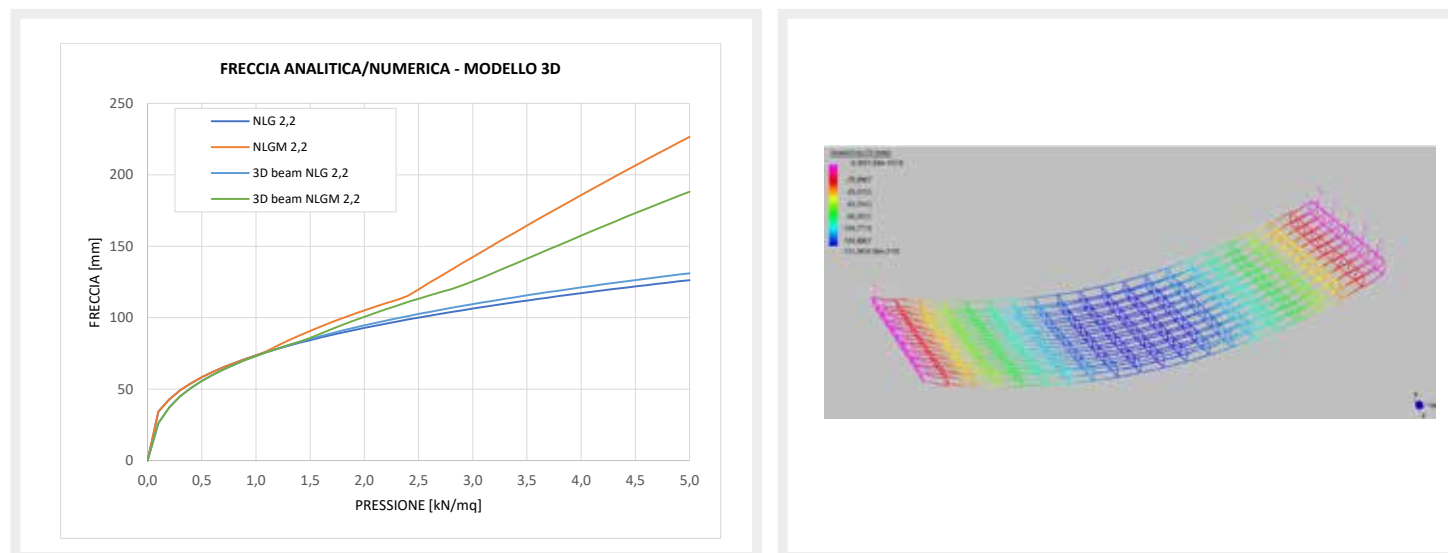 FRECCIA ANALITICA/NUMERICA - MODELLO 3D
250
200
150
100
50
0
FRECCIA [mm]
NLG 2,2
NLGM 2,2
3D beam NLG 2,2
3D beam NLGM 2,2
0,0 0,5 1,0 1,5 2,0 2,5 3,0 3,5 4,0 4,5 5,0
PRESSIONE [kN/mq]